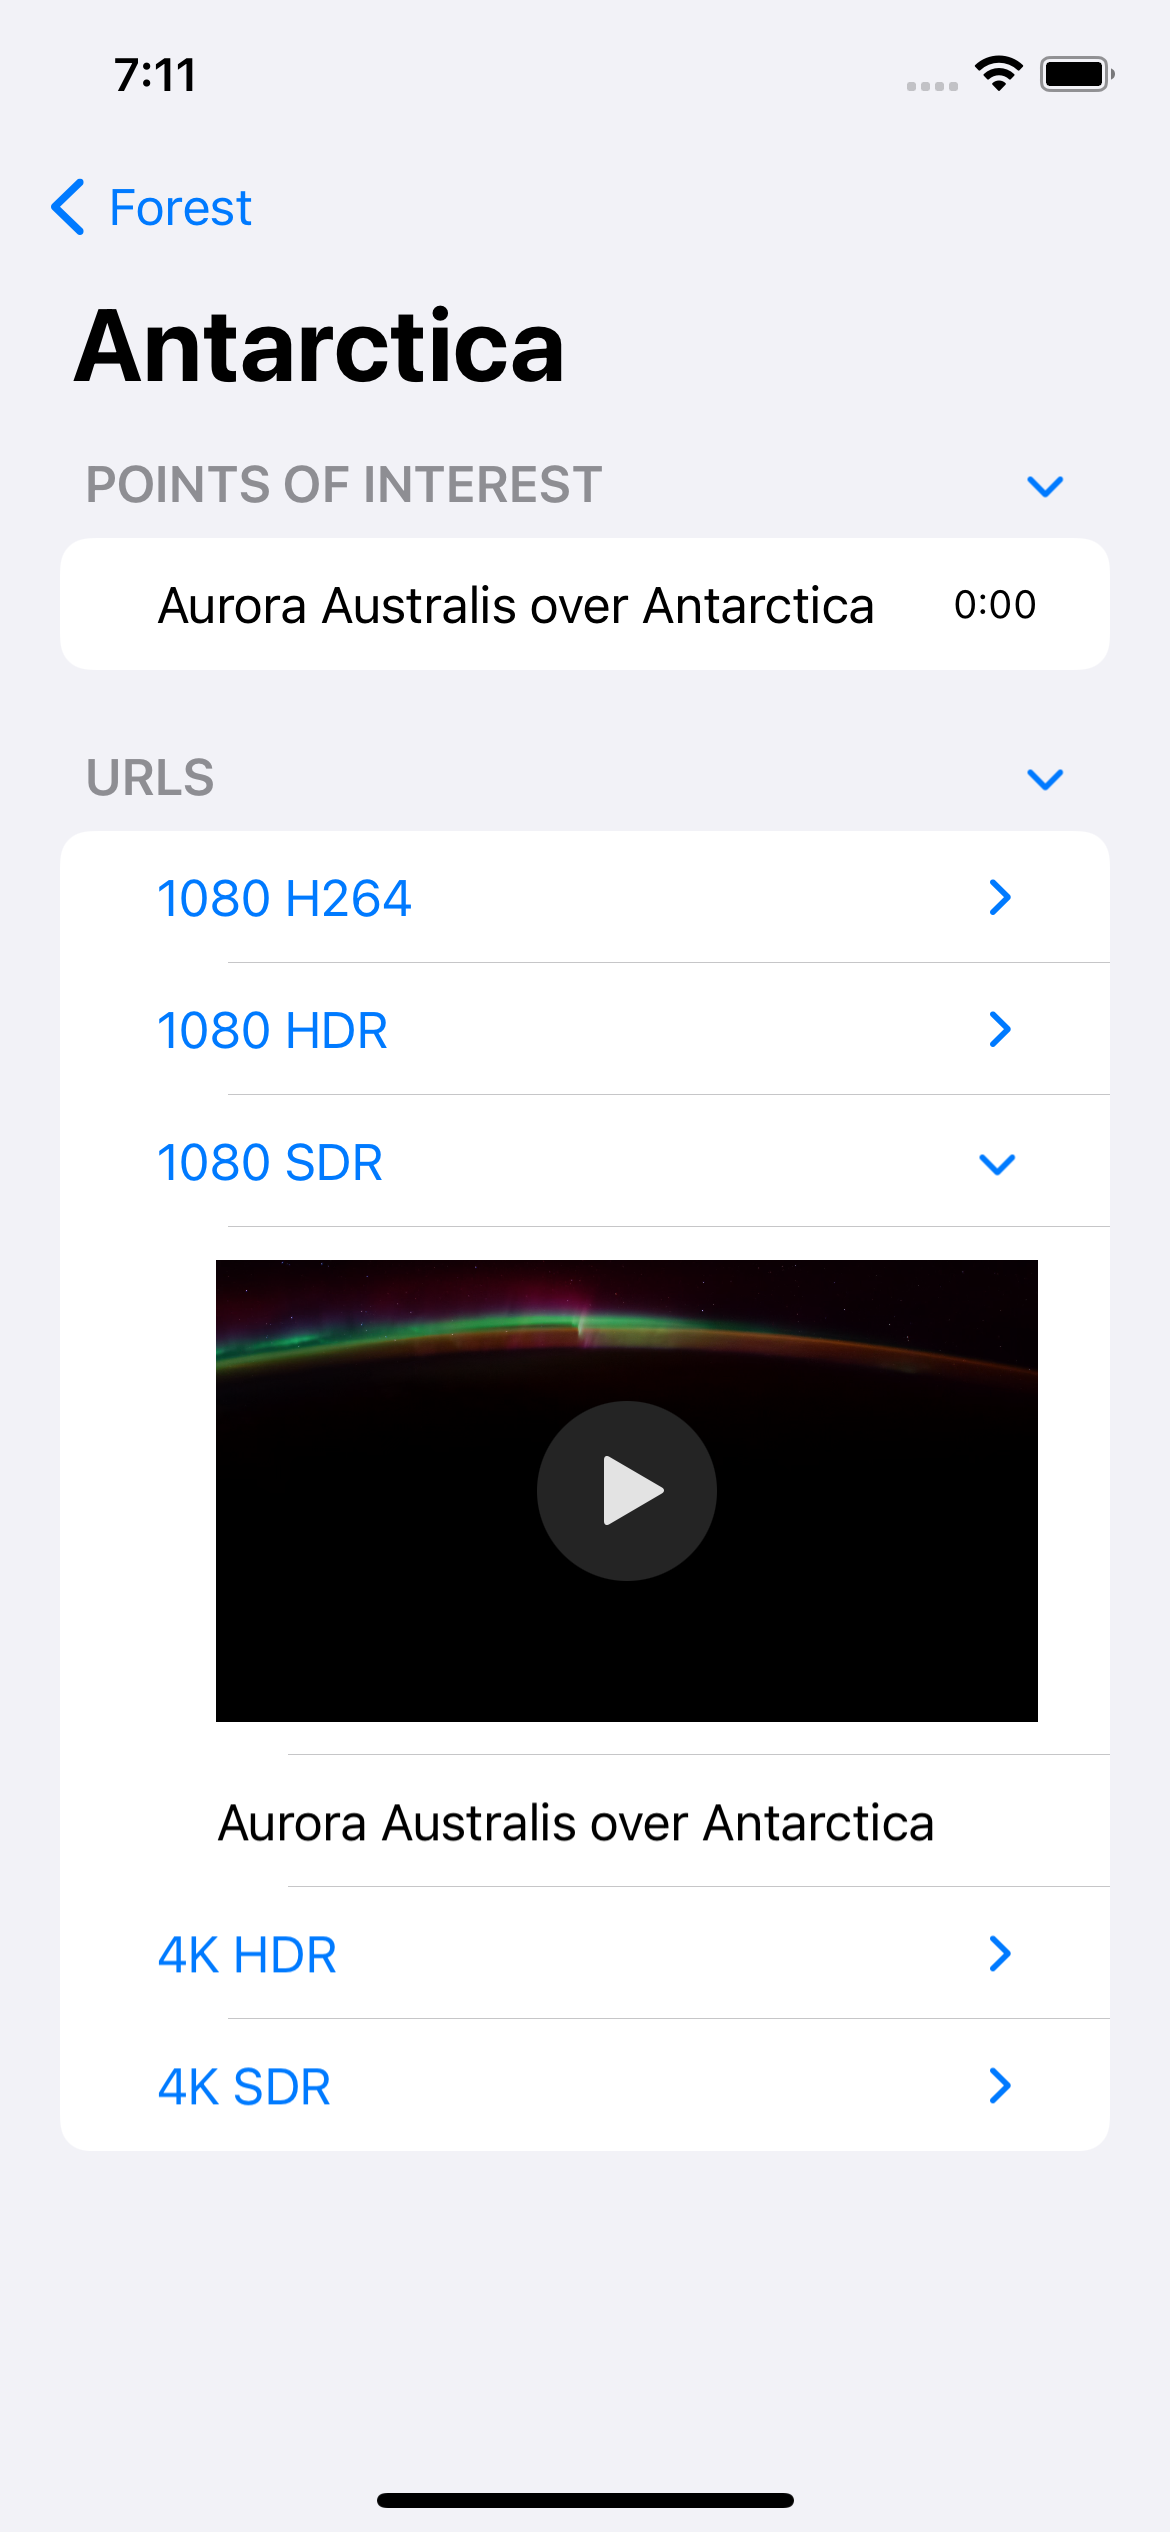 7:11
Forest
Antarctica
POINTS OF INTEREST
Aurora Australis over Antarctica 0:00
URLS
1080 H264
1080 HDR
1080 SDR
Aurora Australis over Antarctica
4K HDR
4K SDR